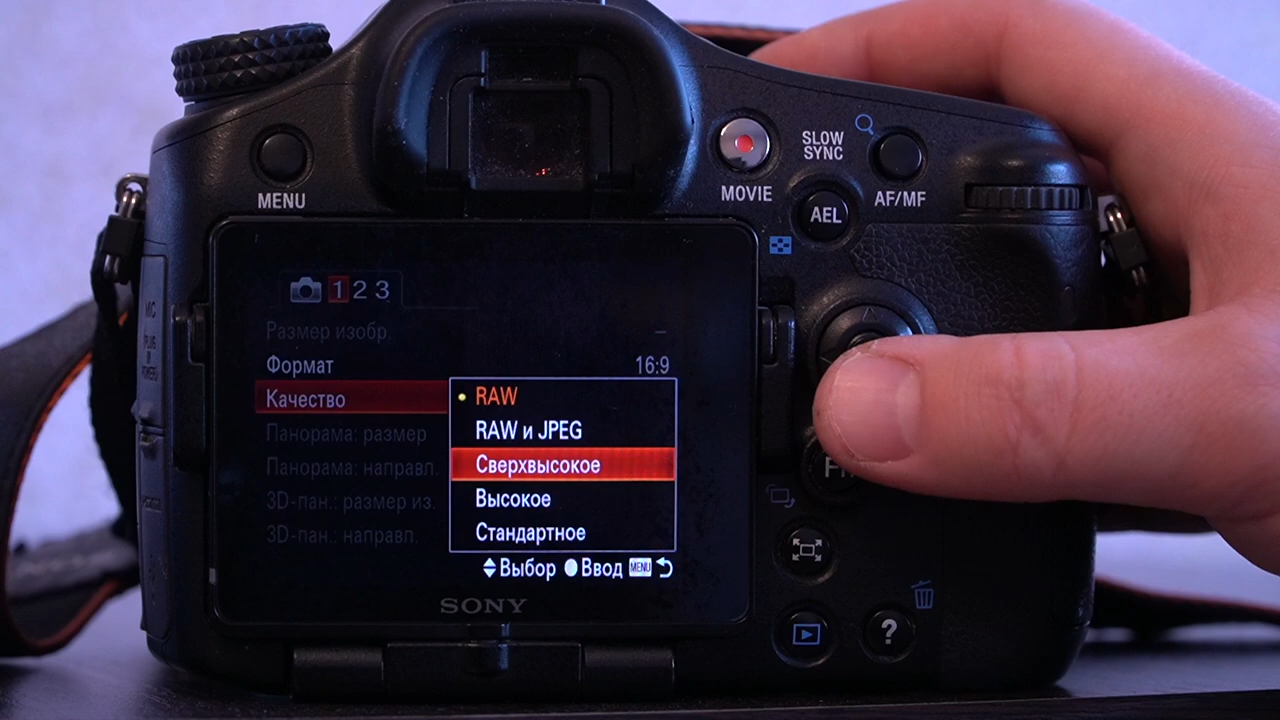 SLOW
SYNC
MENU
MOVIE
AF/MF
AEL
MIC
1 2 3
Размер изобр. –
Формат 16:9
Качество
Панорама: размер
Панорама: направл.
3D-пан.: размер из.
3D-пан.: направл.
RAW
RAW и JPEG
Сверхвысокое
Высокое
Стандартное
Выбор Ввод MENU
SONY
?